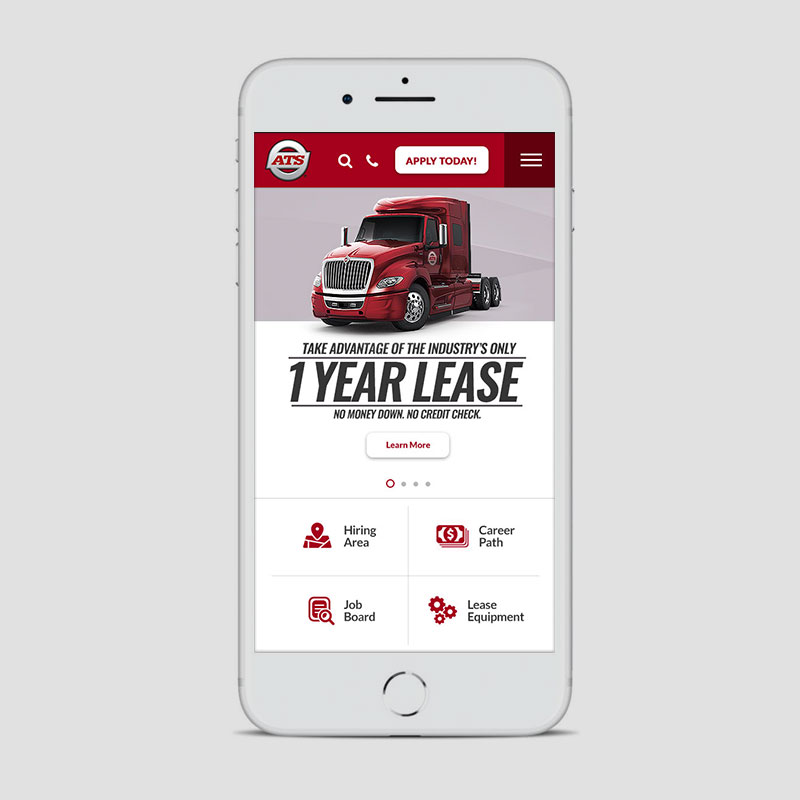 ATS
APPLY TODAY!
TAKE ADVANTAGE OF THE INDUSTRY'S ONLY
1 YEAR LEASE
NO MONEY DOWN. NO CREDIT CHECK.
Learn More
Hiring
Area
Career
Path
Job
Board
Lease
Equipment